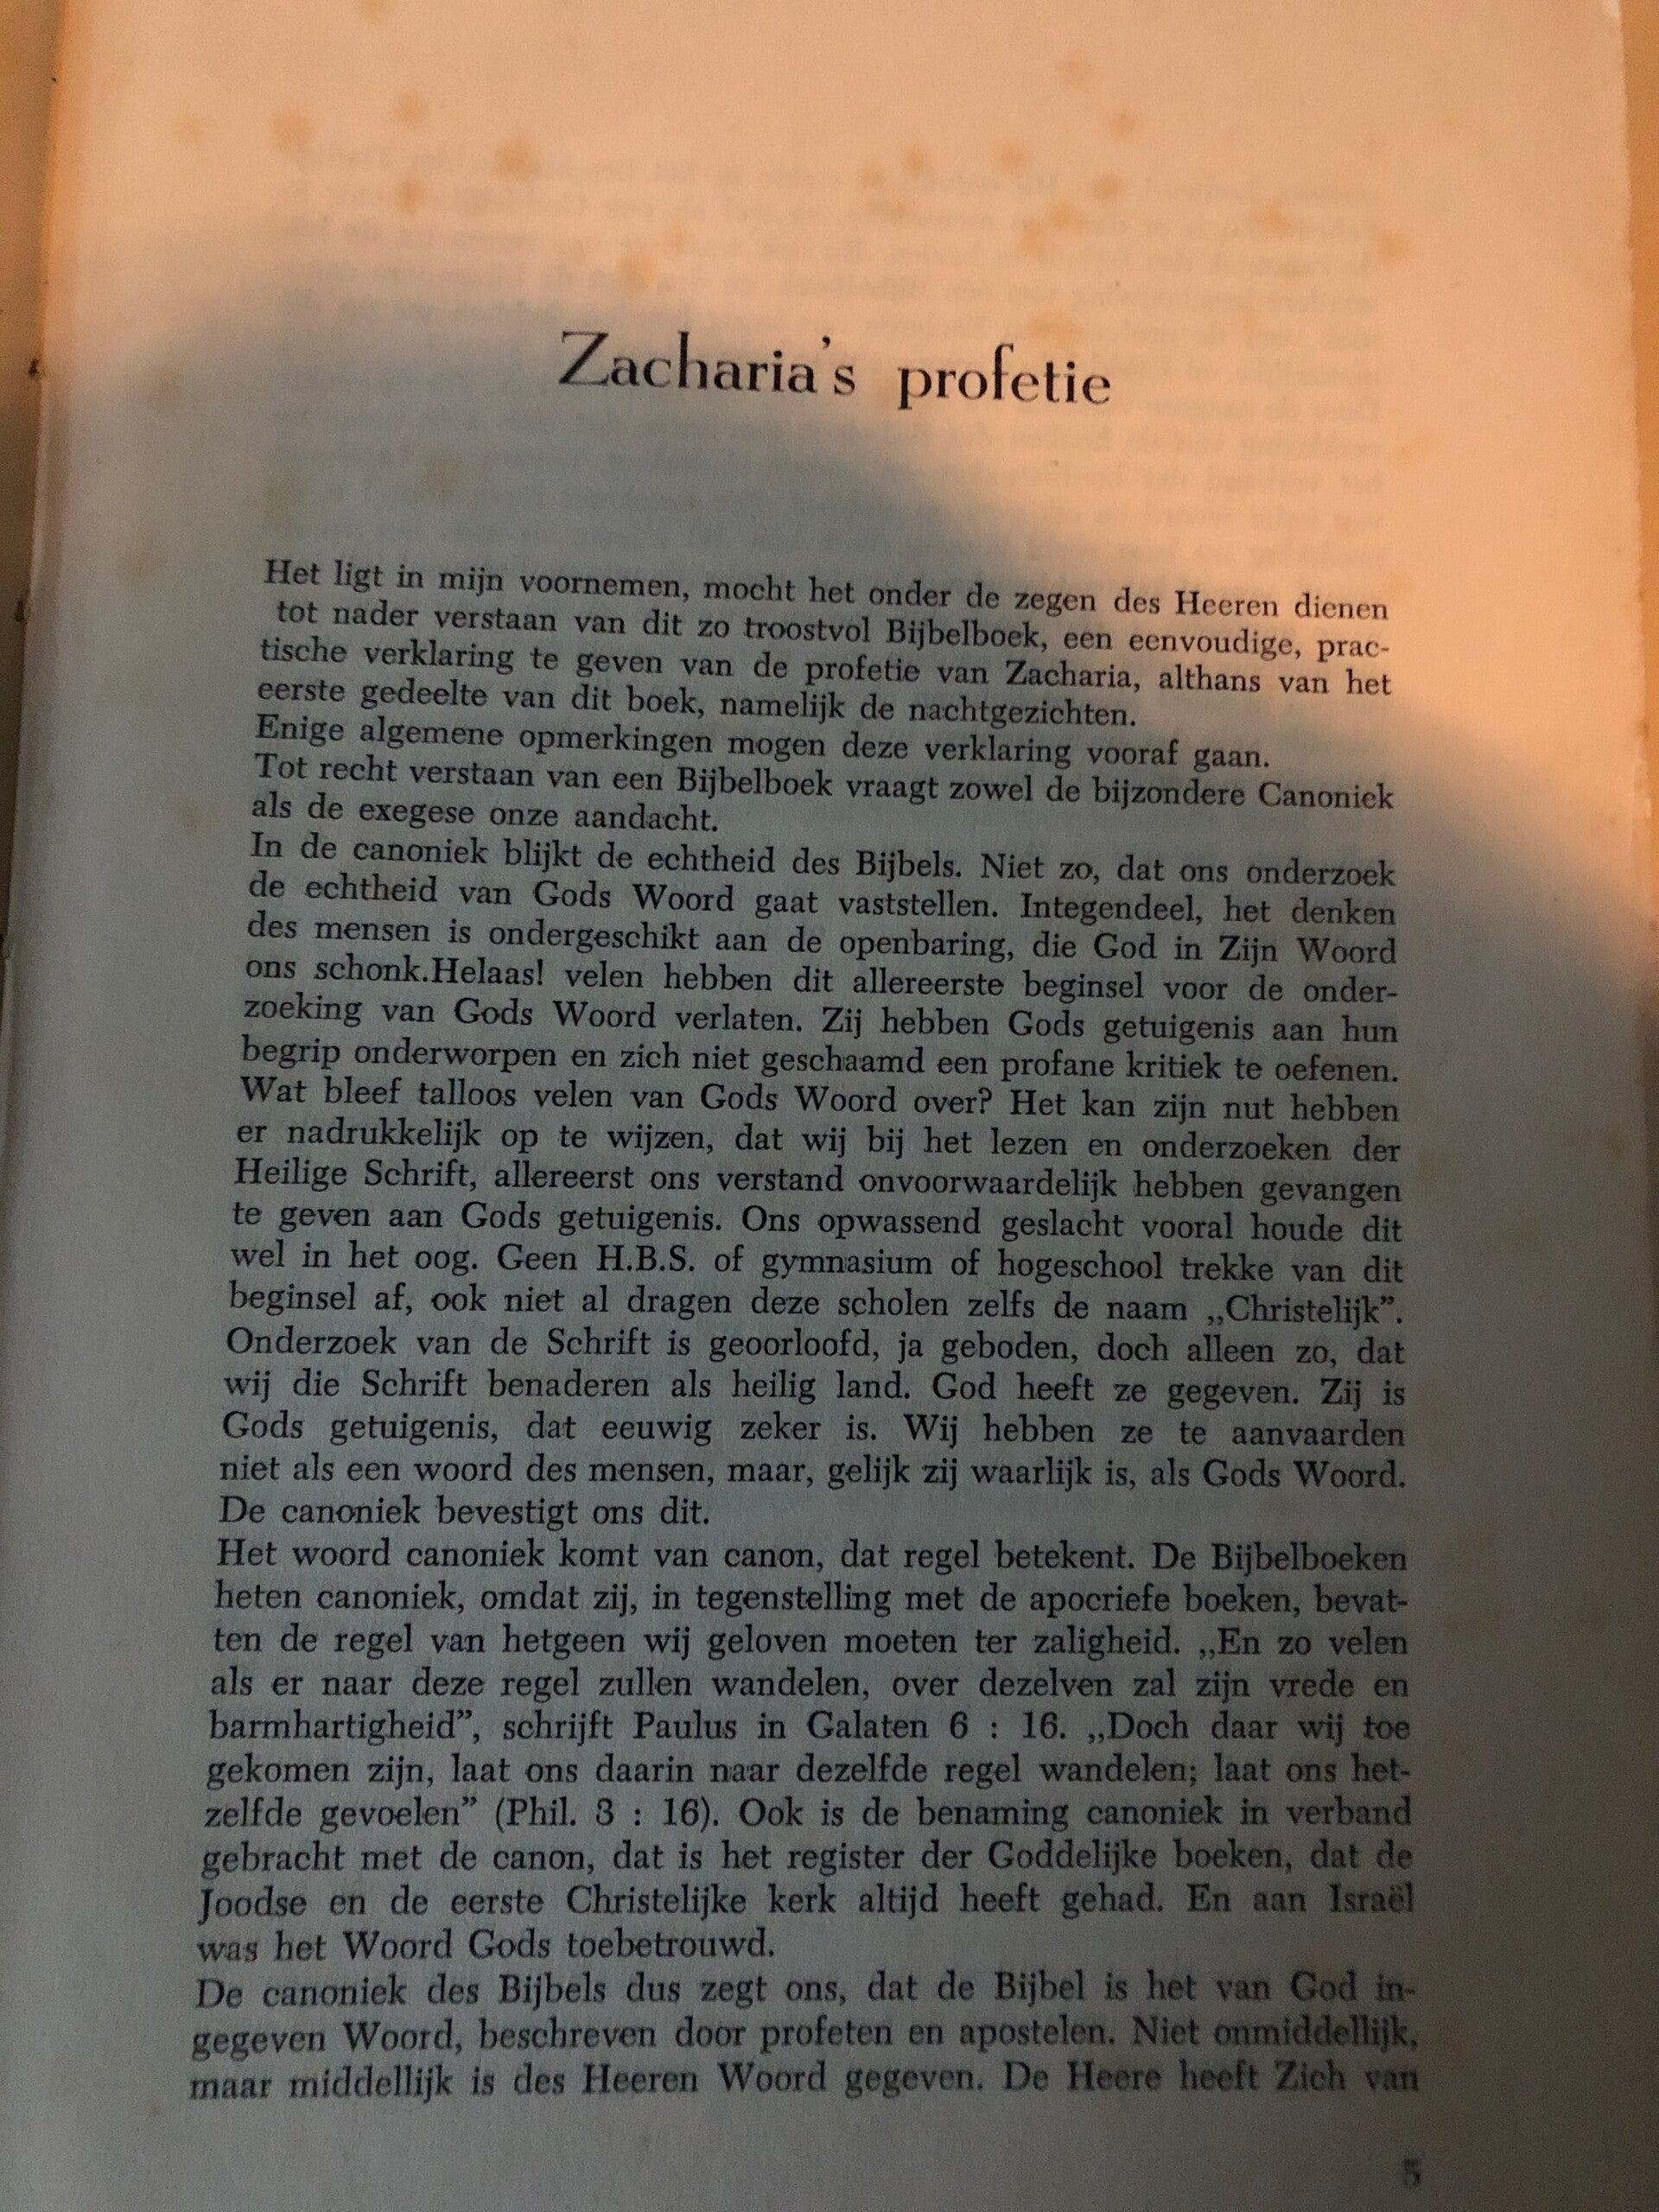 Zacharia's profetie
Het ligt in mijn voornemen, mocht het onder de zegen des Heeren dienen
tot nader verstaan van dit zo troostvol Bijbelboek, een eenvoudige, prac-
tische verklaring te geven van de profetie van Zacharia, althans van het
eerste gedeelte van dit boek, namelijk de nachtgezichten.
Enige algemene opmerkingen mogen deze verklaring vooraf gaan.
Tot recht verstaan van een Bijbelboek vraagt zowel de bijzondere Canoniek
als de exegese onze aandacht.
In de canoniek blijkt de echtheid des Bijbels. Niet zo, dat ons onderzoek
de echtheid van Gods Woord gaat vaststellen. Integendeel, het denken
des mensen is ondergeschikt aan de openbaring, die God in Zijn Woord
ons schonk.Helaas! velen hebben dit allereerste beginsel voor de onder-
zoeking van Gods Woord verlaten. Zij hebben Gods getuigenis aan hun
begrip onderworpen en zich niet geschaamd een profane kritiek te oefenen.
Wat bleef talloos velen van Gods Woord over? Het kan zijn nut hebben
er nadrukkelijk op te wijzen, dat wij bij het lezen en onderzoeken der
Heilige Schrift, allereerst ons verstand onvoorwaardelijk hebben gevangen
te geven aan Gods getuigenis. Ons opwassend geslacht vooral houde dit
wel in het oog. Geen H.B.S. of gymnasium of hogeschool trekke van dit
beginsel af, ook niet al dragen deze scholen zelfs de naam „Christelijk”.
Onderzoek van de Schrift is geoorloofd, ja geboden, doch alleen zo, dat
wij die Schrift benaderen als heilig land. God heeft ze gegeven. Zij is
Gods getuigenis, dat eeuwig zeker is. Wij hebben ze te aanvaarden
niet als een woord des mensen, maar, gelijk zij waarlijk is, als Gods Woord.
De canoniek bevestigt ons dit.
Het woord canoniek komt van canon, dat regel betekent. De Bijbelboeken
heten canoniek, omdat zij, in tegenstelling met de apocriefe boeken, bevat-
ten de regel van hetgeen wij geloven moeten ter zaligheid. „En zo velen
als er naar deze regel zullen wandelen, over dezelven zal zijn vrede en
barmhartigheid”, schrijft Paulus in Galaten 6 : 16. „Doch daar wij toe
gekomen zijn, laat ons daarin naar dezelfde regel wandelen; laat ons het-
zelfde gevoelen” (Phil. 3 : 16). Ook is de benaming canoniek in verband
gebracht met de canon, dat is het register der Goddelijke boeken, dat de
Joodse en de eerste Christelijke kerk altijd heeft gehad. En aan Israël
was het Woord Gods toebetrouwd.
De canoniek des Bijbels dus zegt ons, dat de Bijbel is het van God in-
gegeven Woord, beschreven door profeten en apostelen. Niet onmiddellijk,
maar middellijk is des Heeren Woord gegeven. De Heere heeft Zich van
5